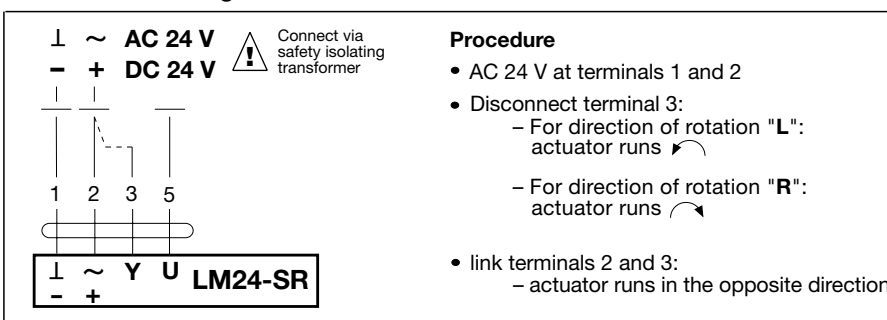 ⊥ ~ AC 24 V
– + DC 24 V
!
Connect via
safety isolating
transformer
1 2 3 5
⊥ ~ Y U LM24-SR
– +
Procedure
• AC 24 V at terminals 1 and 2
• Disconnect terminal 3:
– For direction of rotation "L":
actuator runs
– For direction of rotation "R":
actuator runs
• link terminals 2 and 3:
– actuator runs in the opposite direction